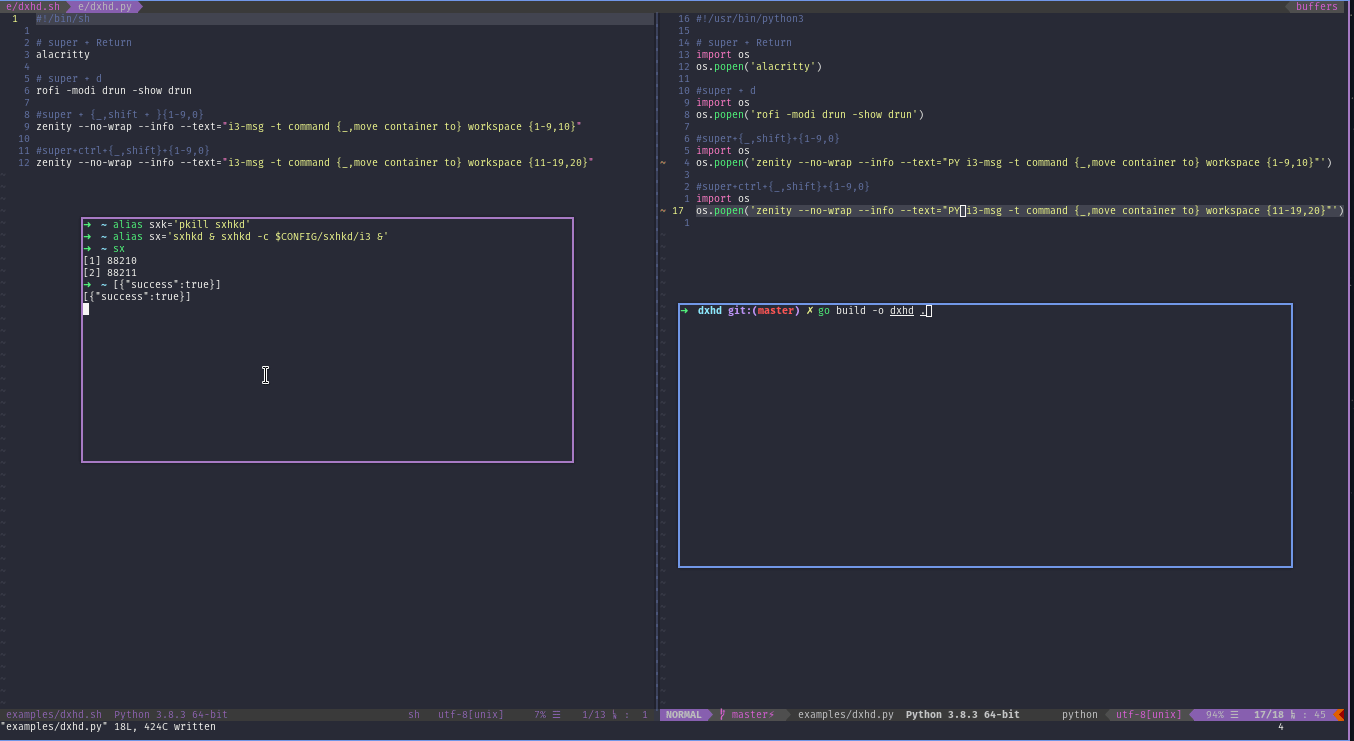 e/dxhd.sh e/dxhd.py buffers
1 #!/bin/sh
1
2 # super + Return
3 alacritty
4
5 # super + d
6 rofi -modi drun -show drun
7
8 #super + {_,shift + }{1-9,0}
9 zenity --no-wrap --info --text="i3-msg -t command {_,move container to} workspace {1-9,10}"
10
11 #super+ctrl+{_,shift}+{1-9,0}
12 zenity --no-wrap --info --text="i3-msg -t command {_,move container to} workspace {11-19,20}"
➜ ~ alias sxk='pkill sxhkd'
➜ ~ alias sx='sxhkd & sxhkd -c $CONFIG/sxhkd/i3 &'
➜ ~ sx
[1] 88210
[2] 88211
➜ ~ [{"success":true}]
[{"success":true}]
16 #!/usr/bin/python3
15
14 # super + Return
13 import os
12 os.popen('alacritty')
11
10 #super + d
9 import os
8 os.popen('rofi -modi drun -show drun')
7
6 #super+{_,shift}+{1-9,0}
5 import os
~ 4 os.popen('zenity --no-wrap --info --text="PY i3-msg -t command {_,move container to} workspace {1-9,10}"')
3
2 #super+ctrl+{_,shift}+{1-9,0}
1 import os
~ 17 os.popen('zenity --no-wrap --info --text="PY i3-msg -t command {_,move container to} workspace {11-19,20}"')
1
➜ dxhd git:(master) ✗ go build -o dxhd .
examples/dxhd.sh Python 3.8.3 64-bit sh utf-8[unix] 7% ☰ 1/13 ㏑ : 1
NORMAL master⚡ examples/dxhd.py Python 3.8.3 64-bit python utf-8[unix] 94% ☰ 17/18 ㏑ : 45
"examples/dxhd.py" 18L, 424C written 4